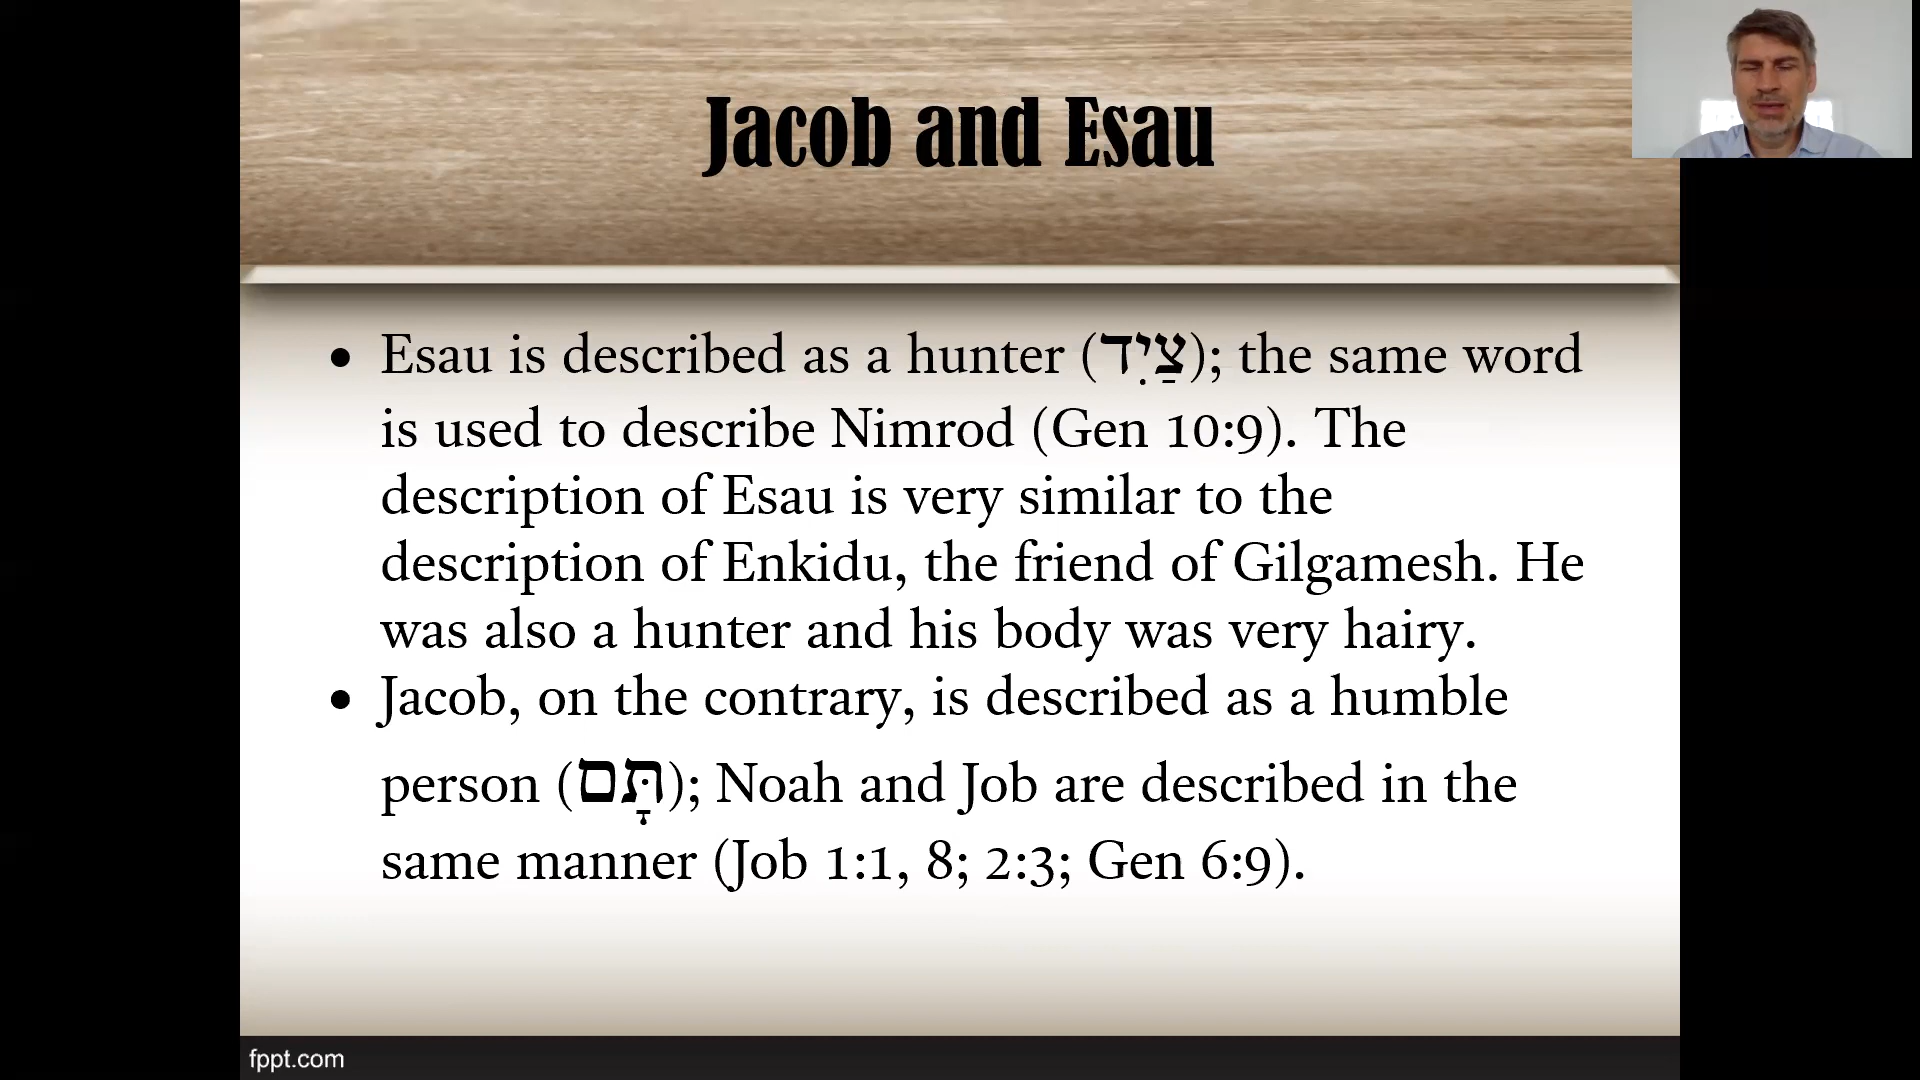 Jacob and Esau
• Esau is described as a hunter (צַיִד); the same word
is used to describe Nimrod (Gen 10:9). The
description of Esau is very similar to the
description of Enkidu, the friend of Gilgamesh. He
was also a hunter and his body was very hairy.
• Jacob, on the contrary, is described as a humble
person (תָּם); Noah and Job are described in the
same manner (Job 1:1, 8; 2:3; Gen 6:9).
fppt.com